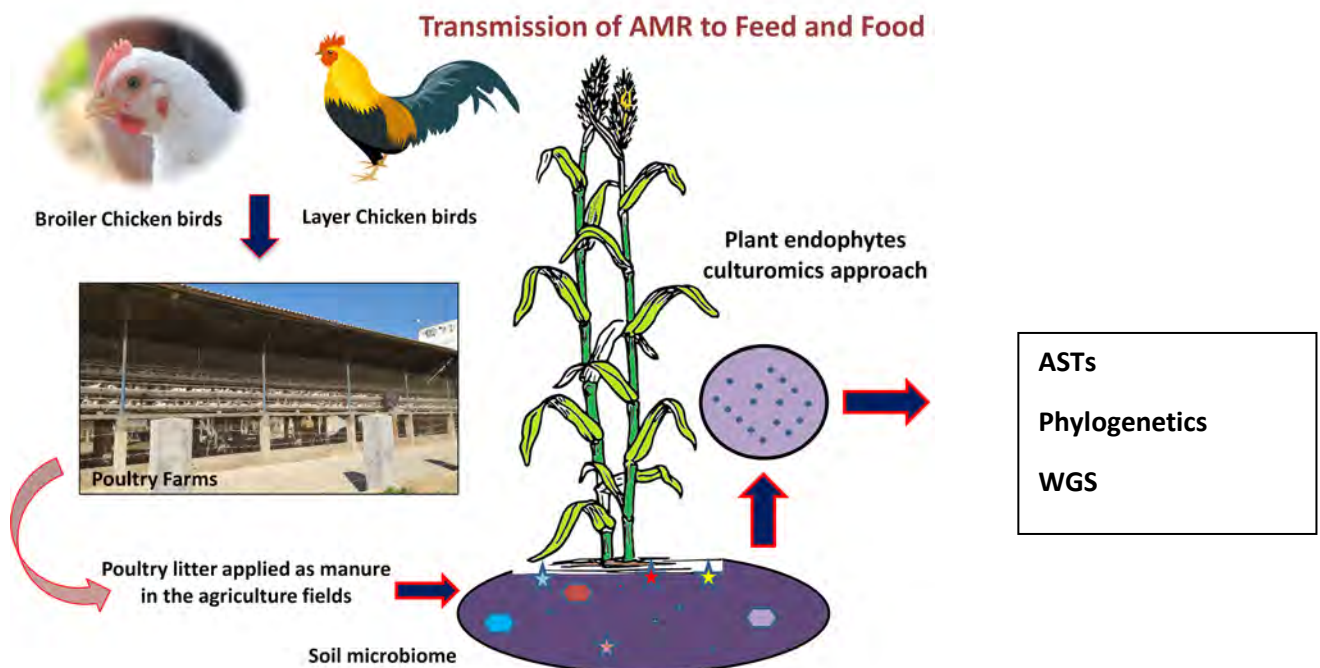 Transmission of AMR to Feed and Food
Broiler Chicken birds
Layer Chicken birds
Plant endophytes
culturomics approach
Poultry Farms
Poultry litter applied as manure
in the agriculture fields
Soil microbiome
ASTs
Phylogenetics
WGS